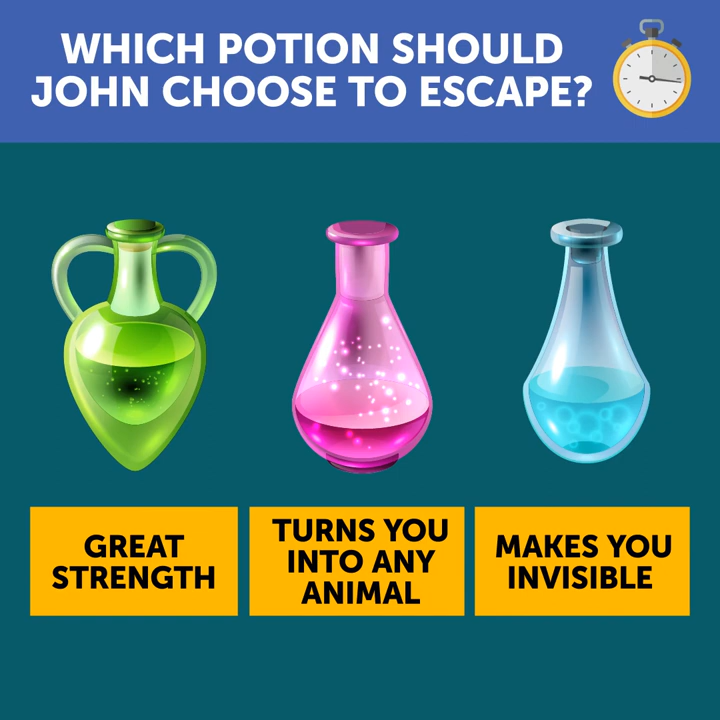 WHICH POTION SHOULD
JOHN CHOOSE TO ESCAPE?
GREAT
STRENGTH
TURNS YOU
INTO ANY
ANIMAL
MAKES YOU
INVISIBLE